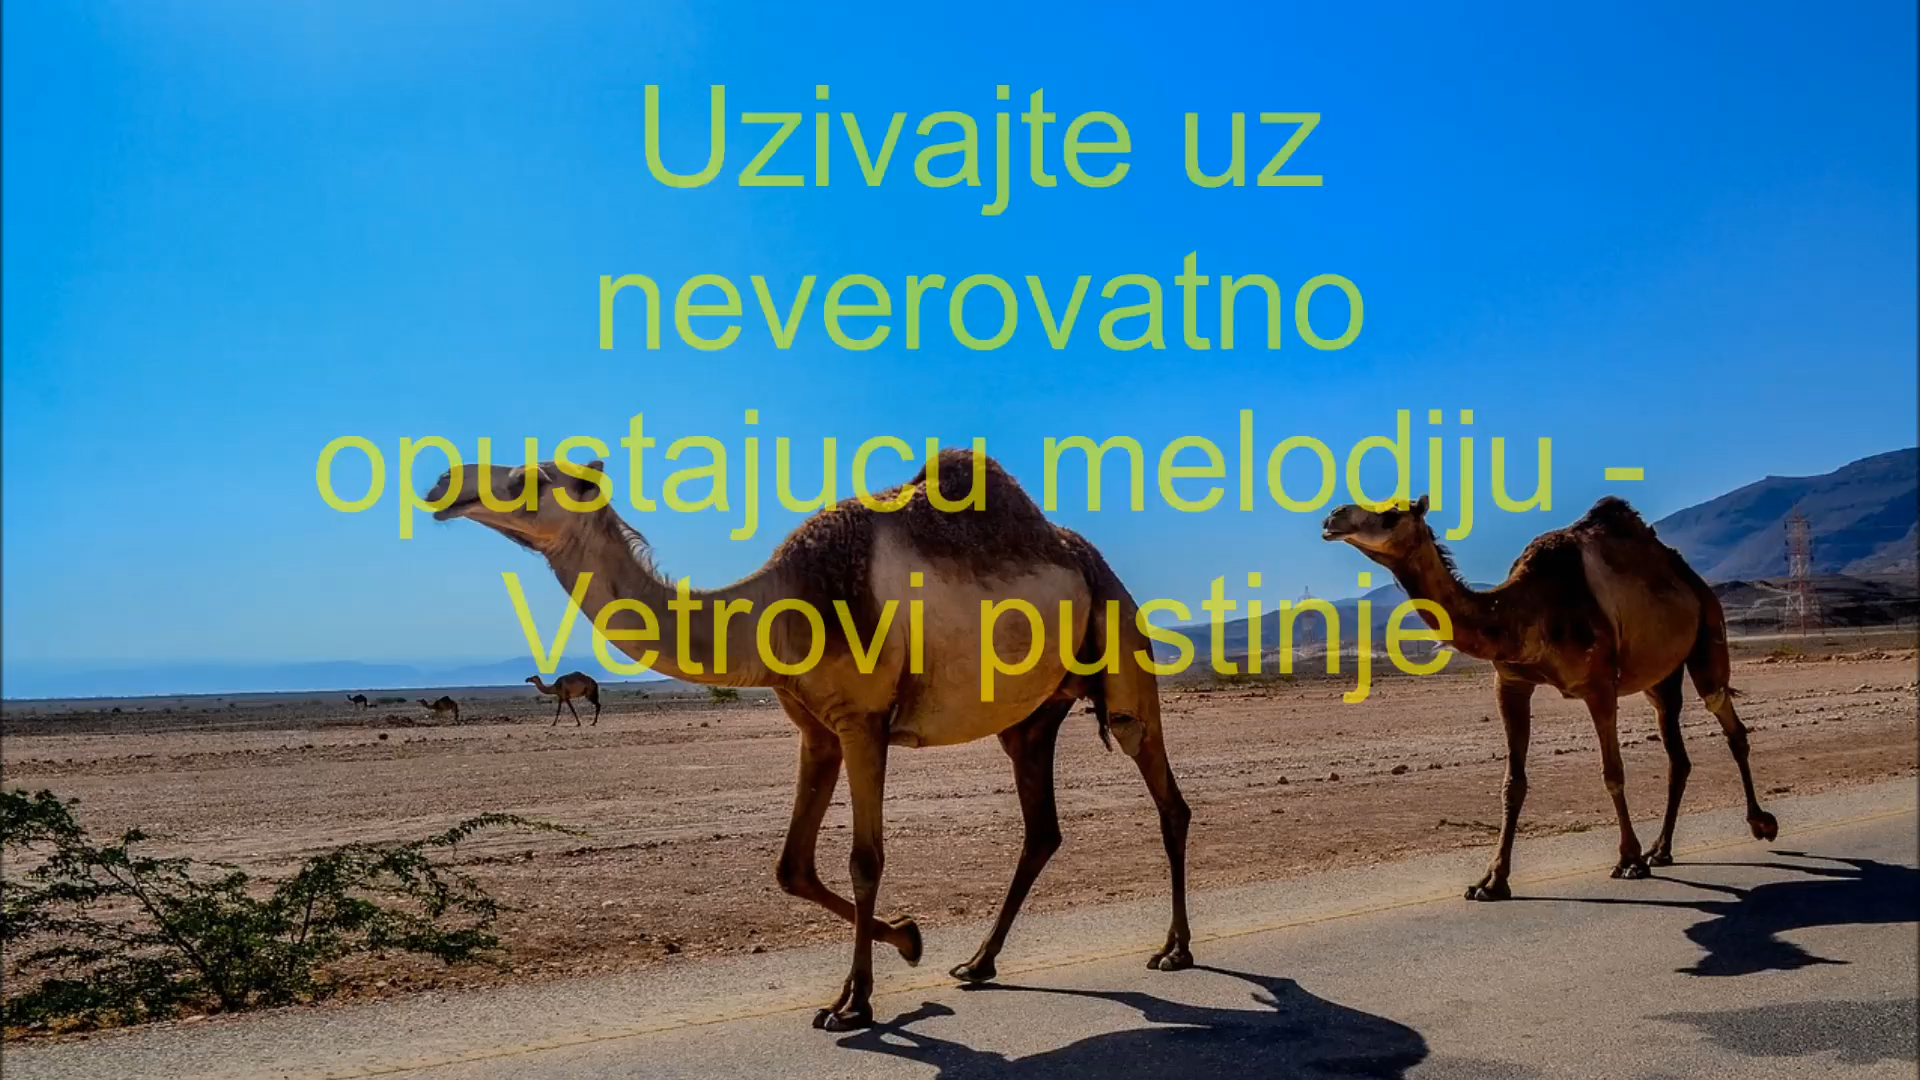 Uzivajte uz
neverovatno
opustajucu melodiju -
Vetrovi pustinje